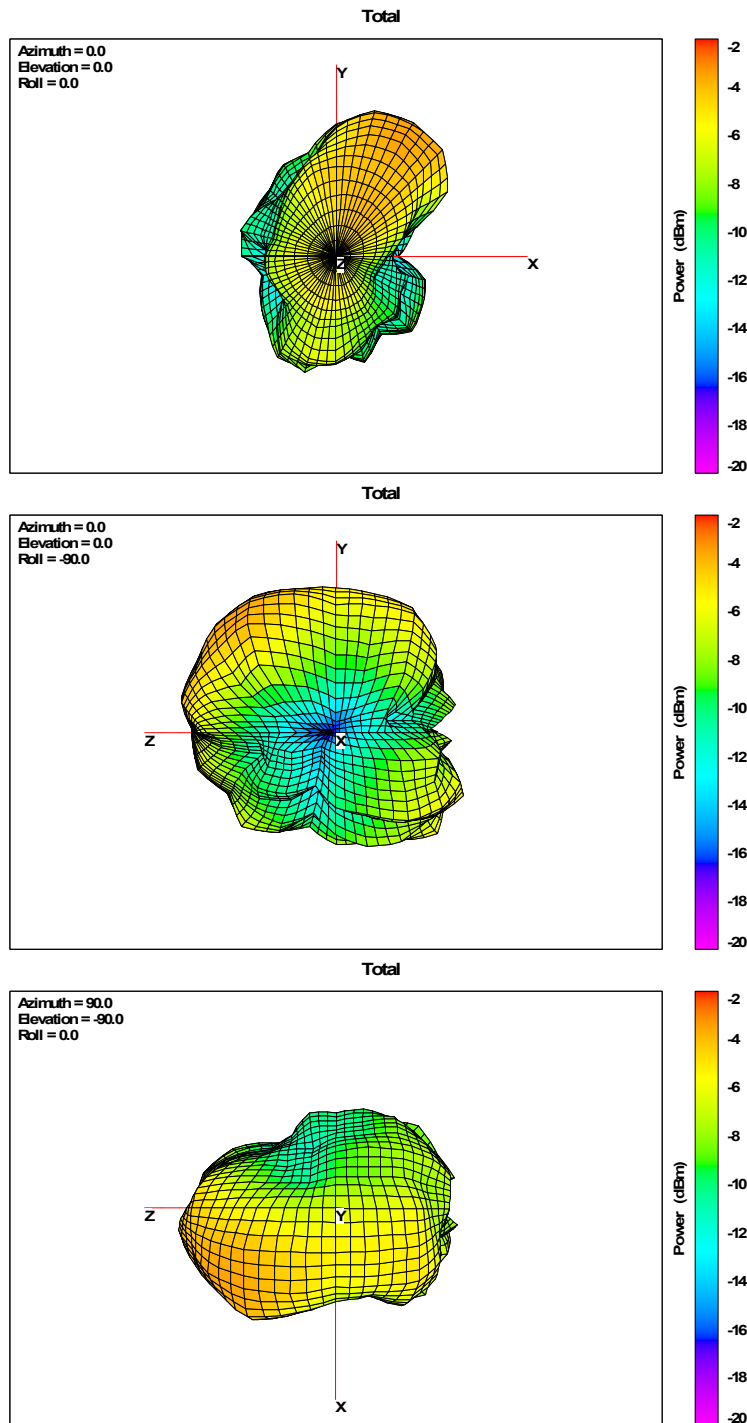 Total
Azimuth = 0.0
Elevation = 0.0
Roll = 0.0
Y
Z
X
-2
-4
-6
-8
-10
-12
-14
-16
-18
-20
Power (dBm)
Total
Azimuth = 0.0
Elevation = 0.0
Roll = -90.0
Y
Z
X
-2
-4
-6
-8
-10
-12
-14
-16
-18
-20
Power (dBm)
Total
Azimuth = 90.0
Elevation = -90.0
Roll = 0.0
Z
Y
X
-2
-4
-6
-8
-10
-12
-14
-16
-18
-20
Power (dBm)